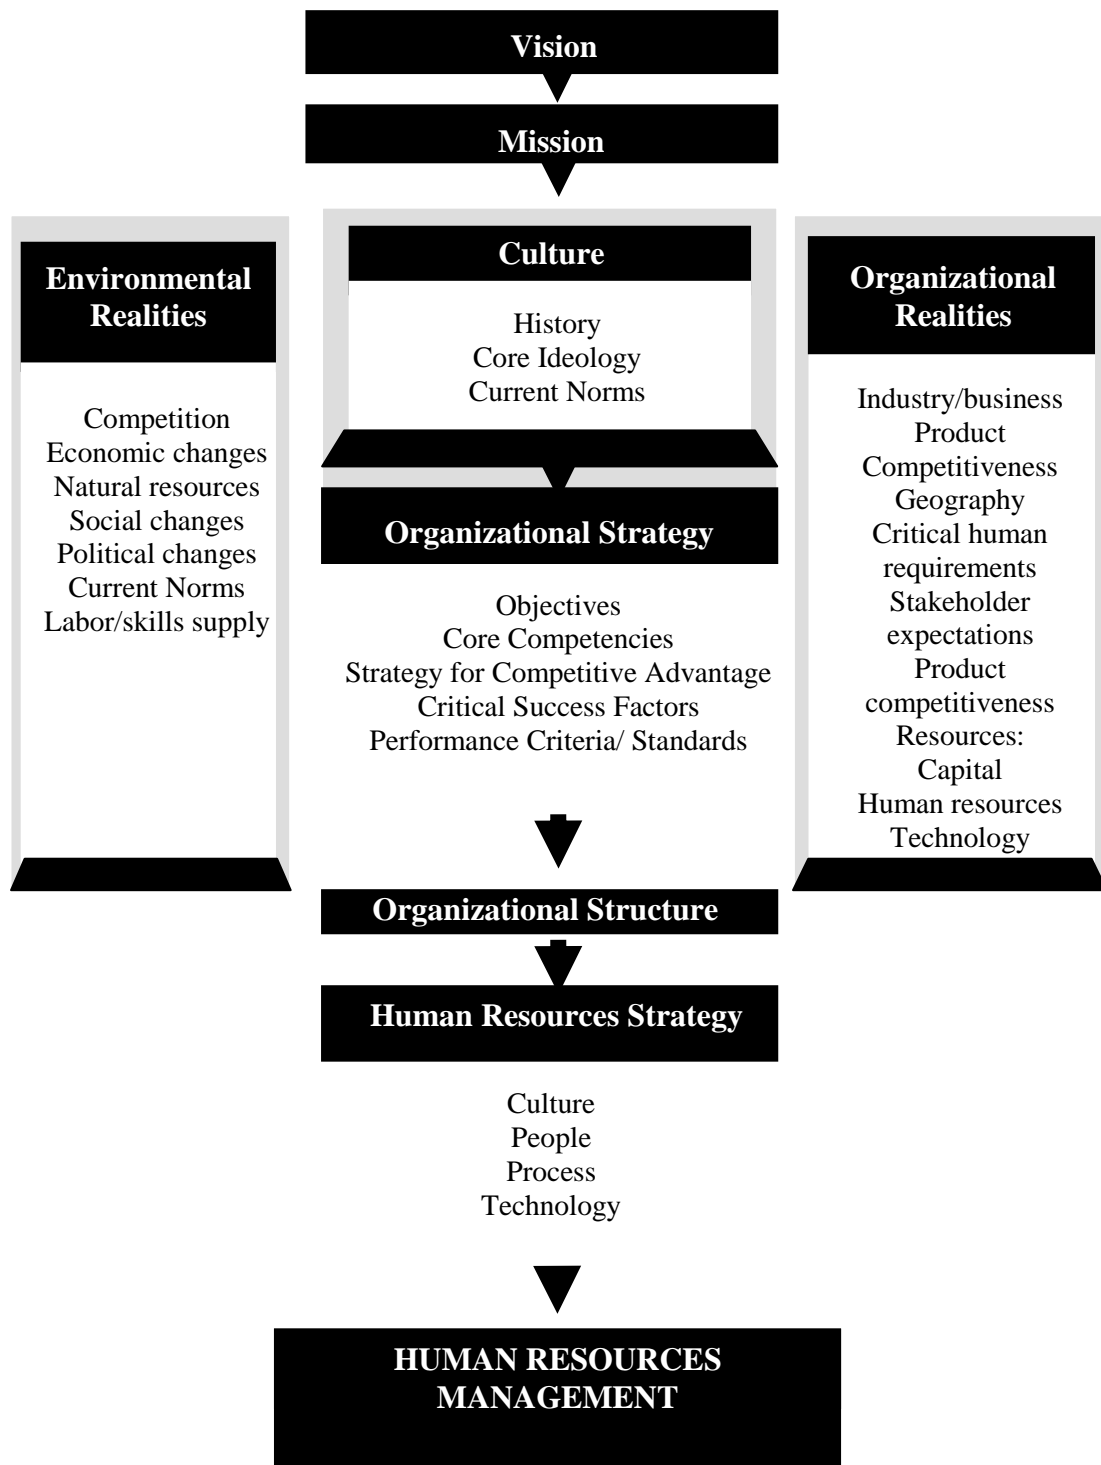 Vision
Mission
Environmental
Realities
Competition
Economic changes
Natural resources
Social changes
Political changes
Current Norms
Labor/skills supply
Culture
History
Core Ideology
Current Norms
Organizational Strategy
Objectives
Core Competencies
Strategy for Competitive Advantage
Critical Success Factors
Performance Criteria/ Standards
Organizational
Realities
Industry/business
Product
Competitiveness
Geography
Critical human
requirements
Stakeholder
expectations
Product
competitiveness
Resources:
Capital
Human resources
Technology
Organizational Structure
Human Resources Strategy
Culture
People
Process
Technology
HUMAN RESOURCES
MANAGEMENT